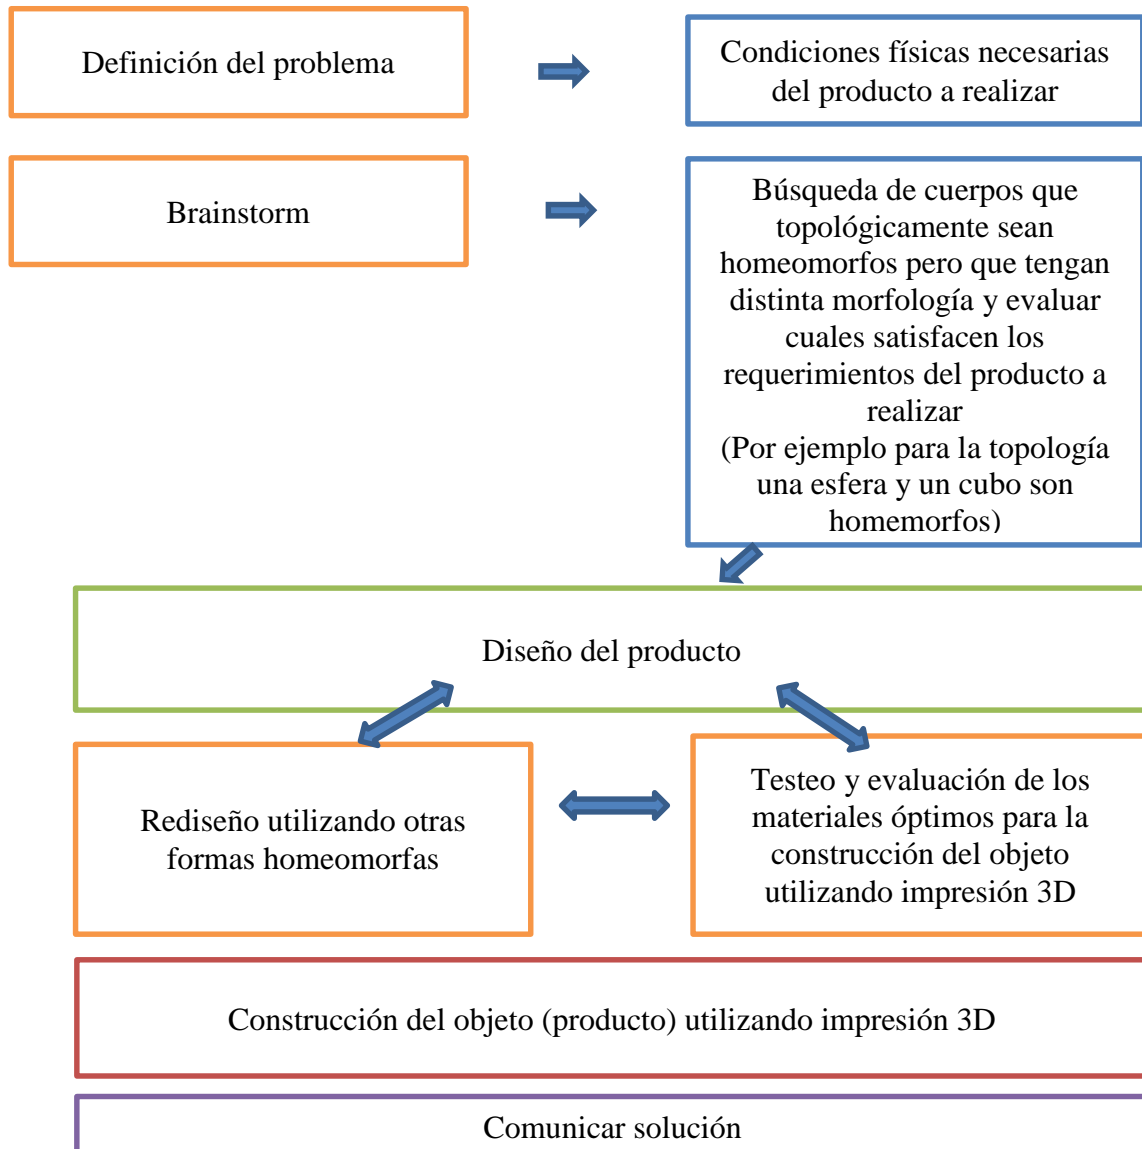 Definición del problema
Condiciones físicas necesarias
del producto a realizar
Brainstorm
Búsqueda de cuerpos que
topológicamente sean
homeomorfos pero que tengan
distinta morfología y evaluar
cuales satisfacen los
requerimientos del producto a
realizar
(Por ejemplo para la topología
una esfera y un cubo son
homemorfos)
Diseño del producto
Rediseño utilizando otras
formas homeomorfas
Testeo y evaluación de los
materiales óptimos para la
construcción del objeto
utilizando impresión 3D
Construcción del objeto (producto) utilizando impresión 3D
Comunicar solución